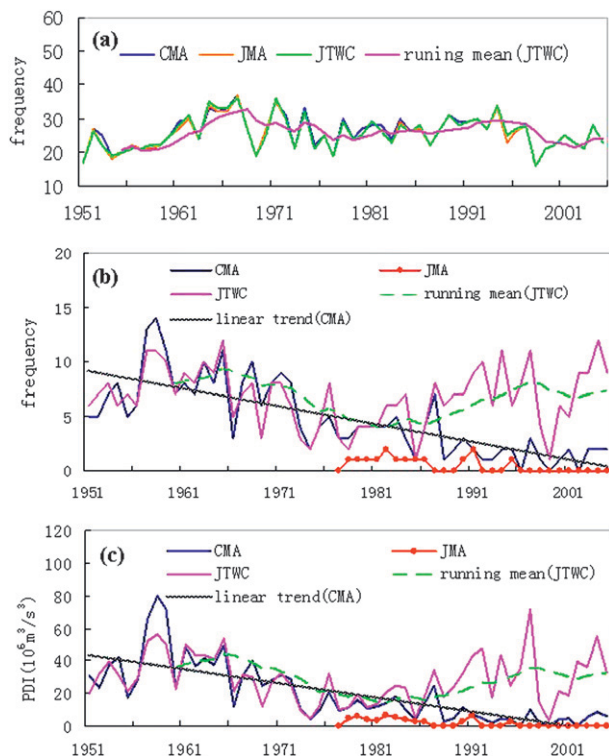 (a)
60
50
40
30
20
10
frequency
CMA JMA JTWC runing mean(JTWC)
1951 1961 1971 1981 1991 2001
(b)
20
15
10
5
0
frequency
CMA JMA
JTWC running mean(JTWC)
linear trend(CMA)
1951 1961 1971 1981 1991 2001
(c)
120
100
80
60
40
20
0
PDI(10⁶m³/s³)
CMA JMA
JTWC running mean(JTWC)
linear trend(CMA)
1951 1961 1971 1981 1991 2001